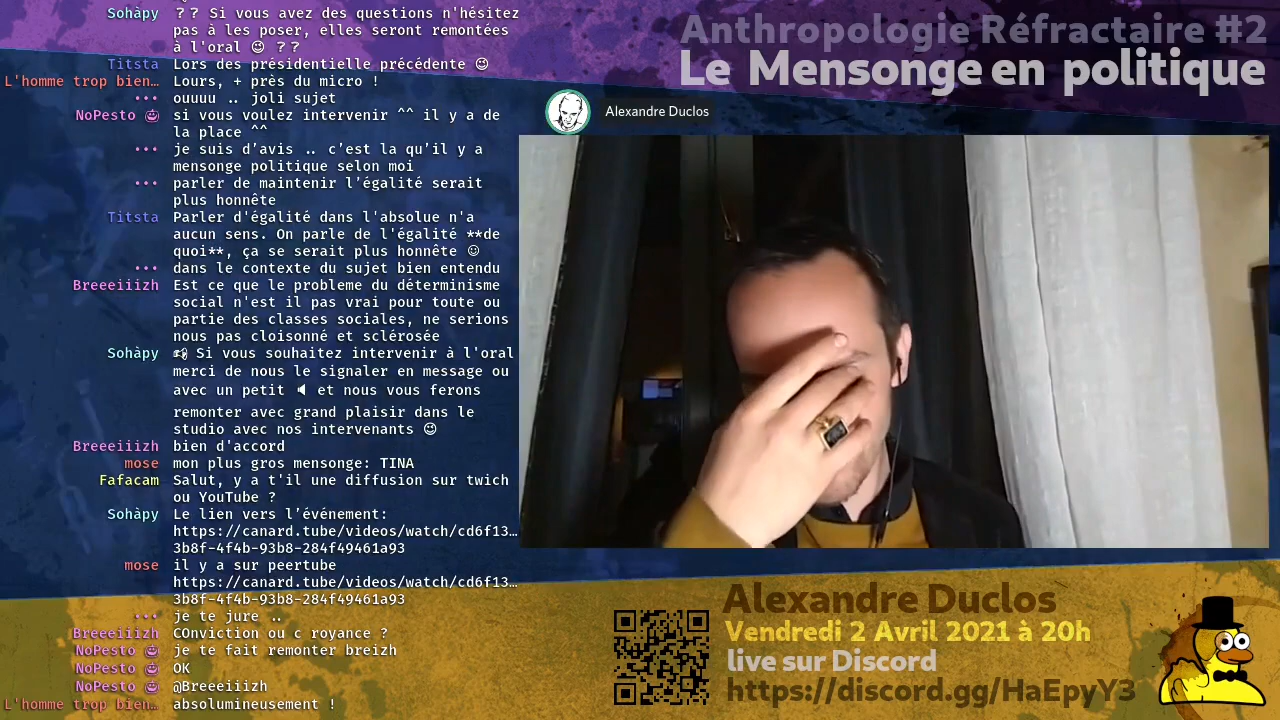 Sohàpy ?? Si vous avez des questions n'hésitez
pas à les poser, elles seront remontées
à l'oral 😉 ??
Titsta Lors des présidentielle précédente 😉
L'homme trop bien… Lours, + près du micro !
••• ouuuu .. joli sujet
NoPesto si vous voulez intervenir ^^ il y a de
la place ^^
••• je suis d’avis .. c’est la qu’il y a
mensonge politique selon moi
••• parler de maintenir l’égalité serait
plus honnête
Titsta Parler d'égalité dans l'absolue n'a
aucun sens. On parle de l'égalité **de
quoi**, ça se serait plus honnête ☺
••• dans le contexte du sujet bien entendu
Breeeiiizh Est ce que le probleme du déterminisme
social n'est il pas vrai pour toute ou
partie des classes sociales, ne serions
nous pas cloisonné et sclérosée
Sohàpy Si vous souhaitez intervenir à l'oral
merci de nous le signaler en message ou
avec un petit 🔈 et nous vous ferons
remonter avec grand plaisir dans le
studio avec nos intervenants 😉
Breeeiiizh bien d'accord
mose mon plus gros mensonge: TINA
Fafacam Salut, y a t'il une diffusion sur twich
ou YouTube ?
Sohàpy Le lien vers l’événement:
https://canard.tube/videos/watch/cd6f13…
3b8f-4f4b-93b8-284f49461a93
mose il y a sur peertube
https://canard.tube/videos/watch/cd6f13…
3b8f-4f4b-93b8-284f49461a93
••• je te jure ..
Breeeiiizh COnviction ou c royance ?
NoPesto je te fait remonter breizh
NoPesto OK
NoPesto @Breeeiiizh
L'homme trop bien… absolumineusement !
Anthropologie Réfractaire #2
Le Mensonge en politique
Alexandre Duclos
Alexandre Duclos
Vendredi 2 Avril 2021 à 20h
live sur Discord
https://discord.gg/HaEpyY3